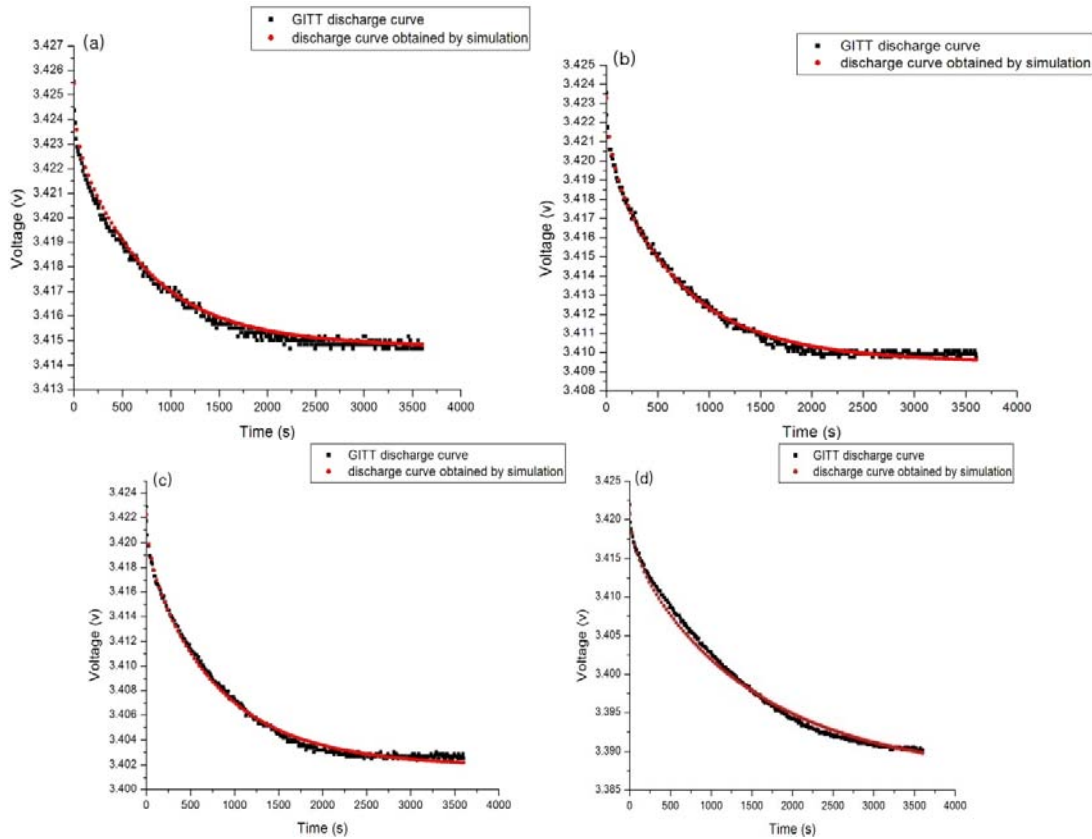 GITT discharge curve
discharge curve obtained by simulation
(a)
3.427
3.426
3.425
3.424
3.423
3.422
3.421
3.420
3.419
3.418
3.417
3.416
3.415
3.414
3.413
Voltage (v)
0 500 1000 1500 2000 2500 3000 3500 4000
Time (s)
GITT discharge curve
discharge curve obtained by simulation
(b)
3.425
3.424
3.423
3.421
3.420
3.419
3.418
3.416
3.415
3.414
3.413
3.411
3.410
3.409
3.408
Voltage (v)
0 500 1000 1500 2000 2500 3000 3500 4000
Time (s)
GITT discharge curve
discharge curve obtained by simulation
(c)
3.424
3.422
3.420
3.418
3.416
3.414
3.412
3.410
3.408
3.406
3.404
3.402
3.400
Voltage (v)
0 500 1000 1500 2000 2500 3000 3500 4000
Time (s)
GITT discharge curve
discharge curve obtained by simulation
(d)
3.425
3.420
3.415
3.410
3.405
3.400
3.395
3.390
3.385
Voltage (v)
0 500 1000 1500 2000 2500 3000 3500 4000
Time (s)